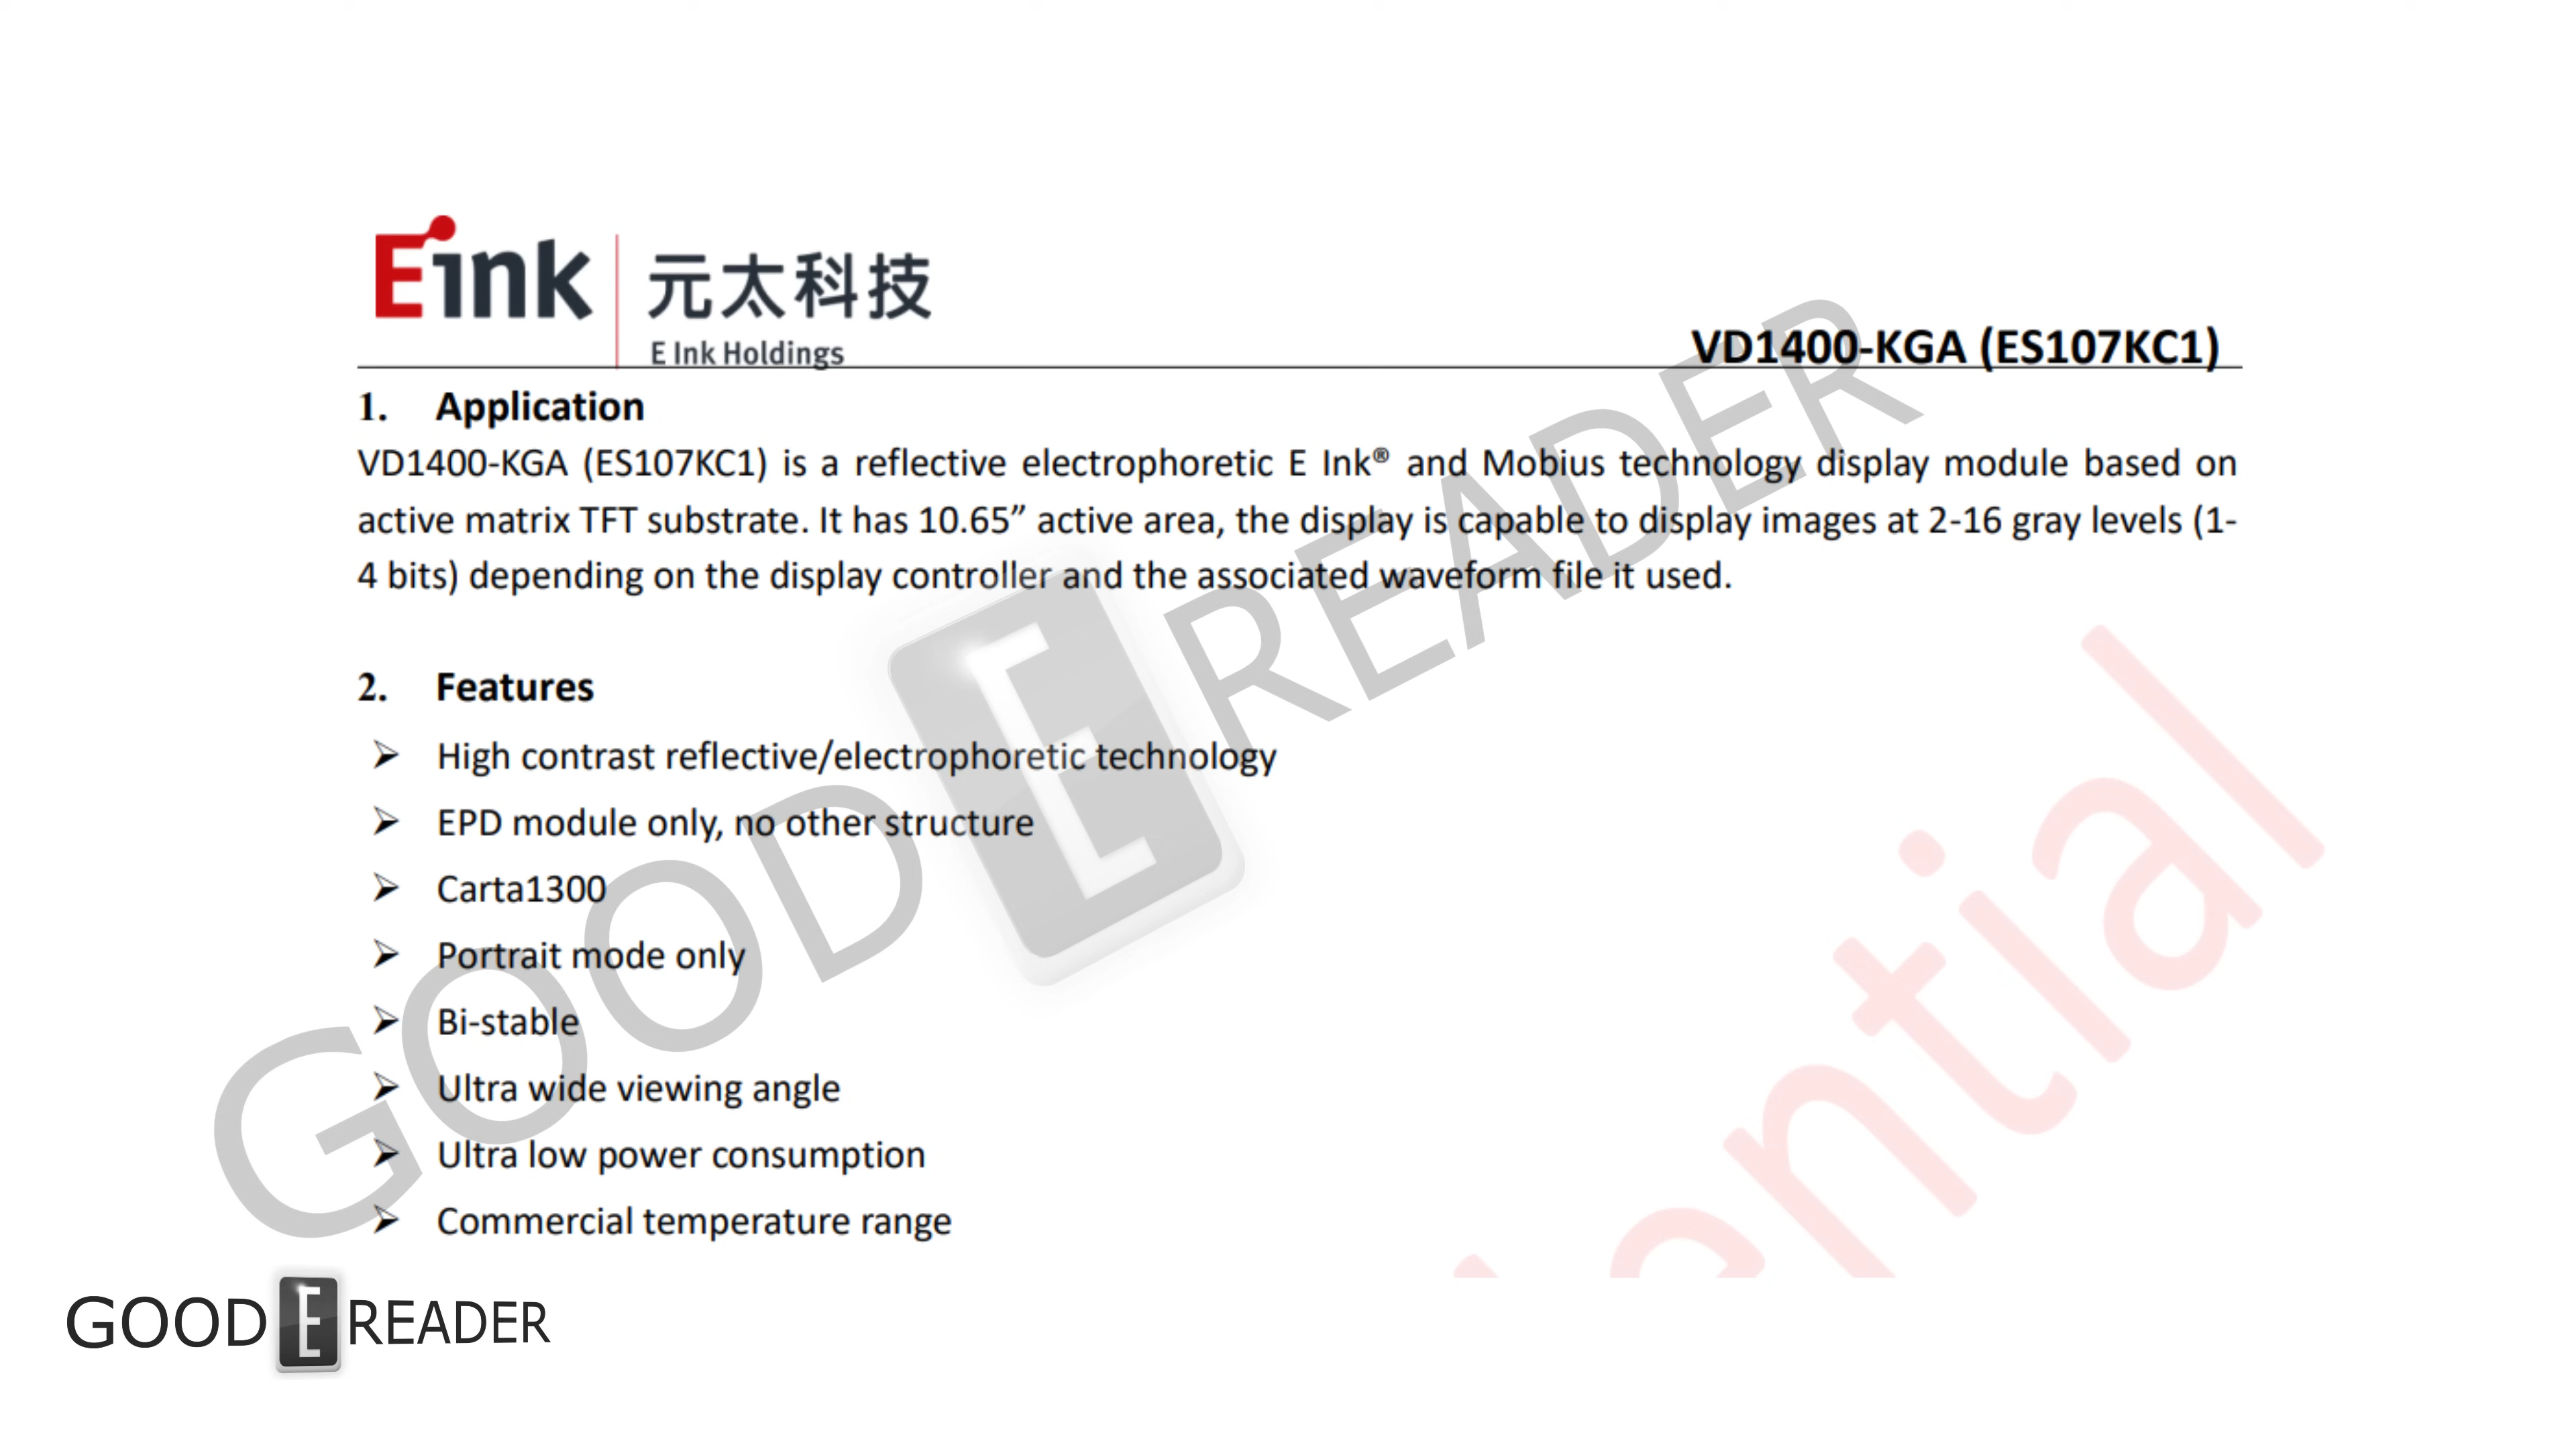 Eink 元太科技
E Ink Holdings
VD1400-KGA (ES107KC1)
1. Application
VD1400-KGA (ES107KC1) is a reflective electrophoretic E Ink® and Mobius technology display module based on
active matrix TFT substrate. It has 10.65” active area, the display is capable to display images at 2-16 gray levels (1-
4 bits) depending on the display controller and the associated waveform file it used.
2. Features
➢ High contrast reflective/electrophoretic technology
➢ EPD module only, no other structure
➢ Carta1300
➢ Portrait mode only
➢ Bi-stable
➢ Ultra wide viewing angle
➢ Ultra low power consumption
➢ Commercial temperature range
GOOD E READER
ential
GOOD E READER